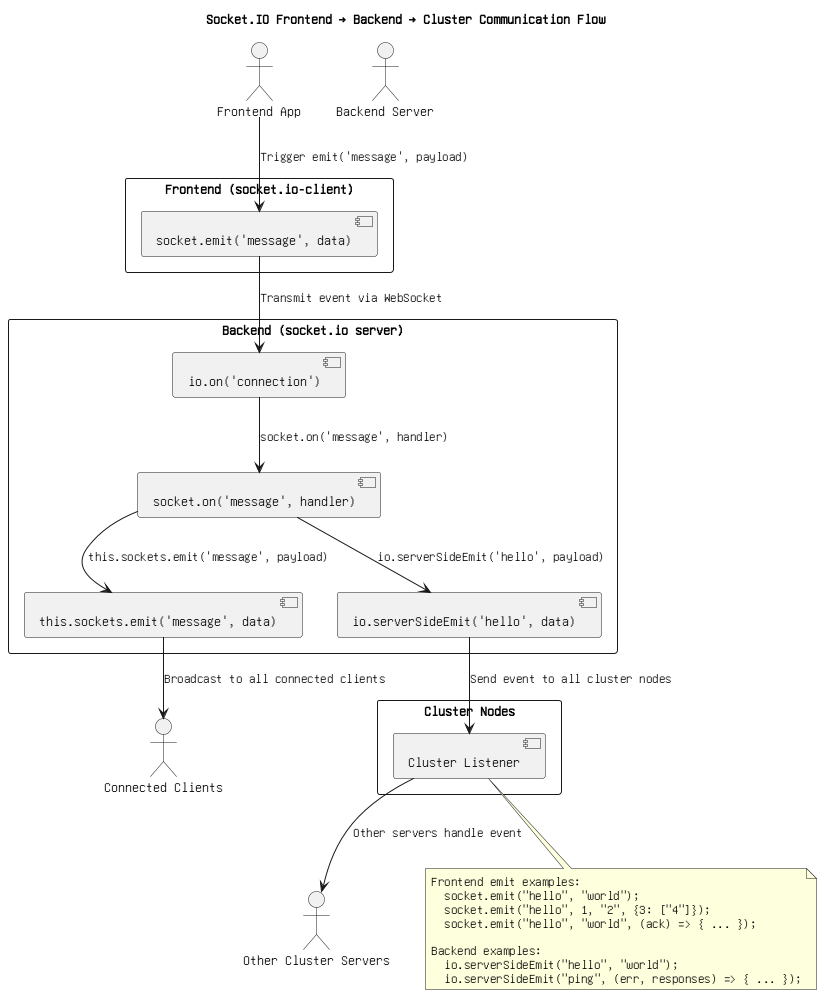 Socket.IO Frontend → Backend → Cluster Communication Flow
Frontend App
Backend Server
Trigger emit('message', payload)
Frontend (socket.io-client)
socket.emit('message', data)
Transmit event via WebSocket
Backend (socket.io server)
io.on('connection')
socket.on('message', handler)
socket.on('message', handler)
this.sockets.emit('message', payload)
io.serverSideEmit('hello', payload)
this.sockets.emit('message', data)
io.serverSideEmit('hello', data)
Broadcast to all connected clients
Send event to all cluster nodes
Cluster Nodes
Cluster Listener
Connected Clients
Other servers handle event
Other Cluster Servers
Frontend emit examples:
socket.emit("hello", "world");
socket.emit("hello", 1, "2", {3: ["4"]});
socket.emit("hello", "world", (ack) => { ... });
Backend examples:
io.serverSideEmit("hello", "world");
io.serverSideEmit("ping", (err, responses) => { ... });